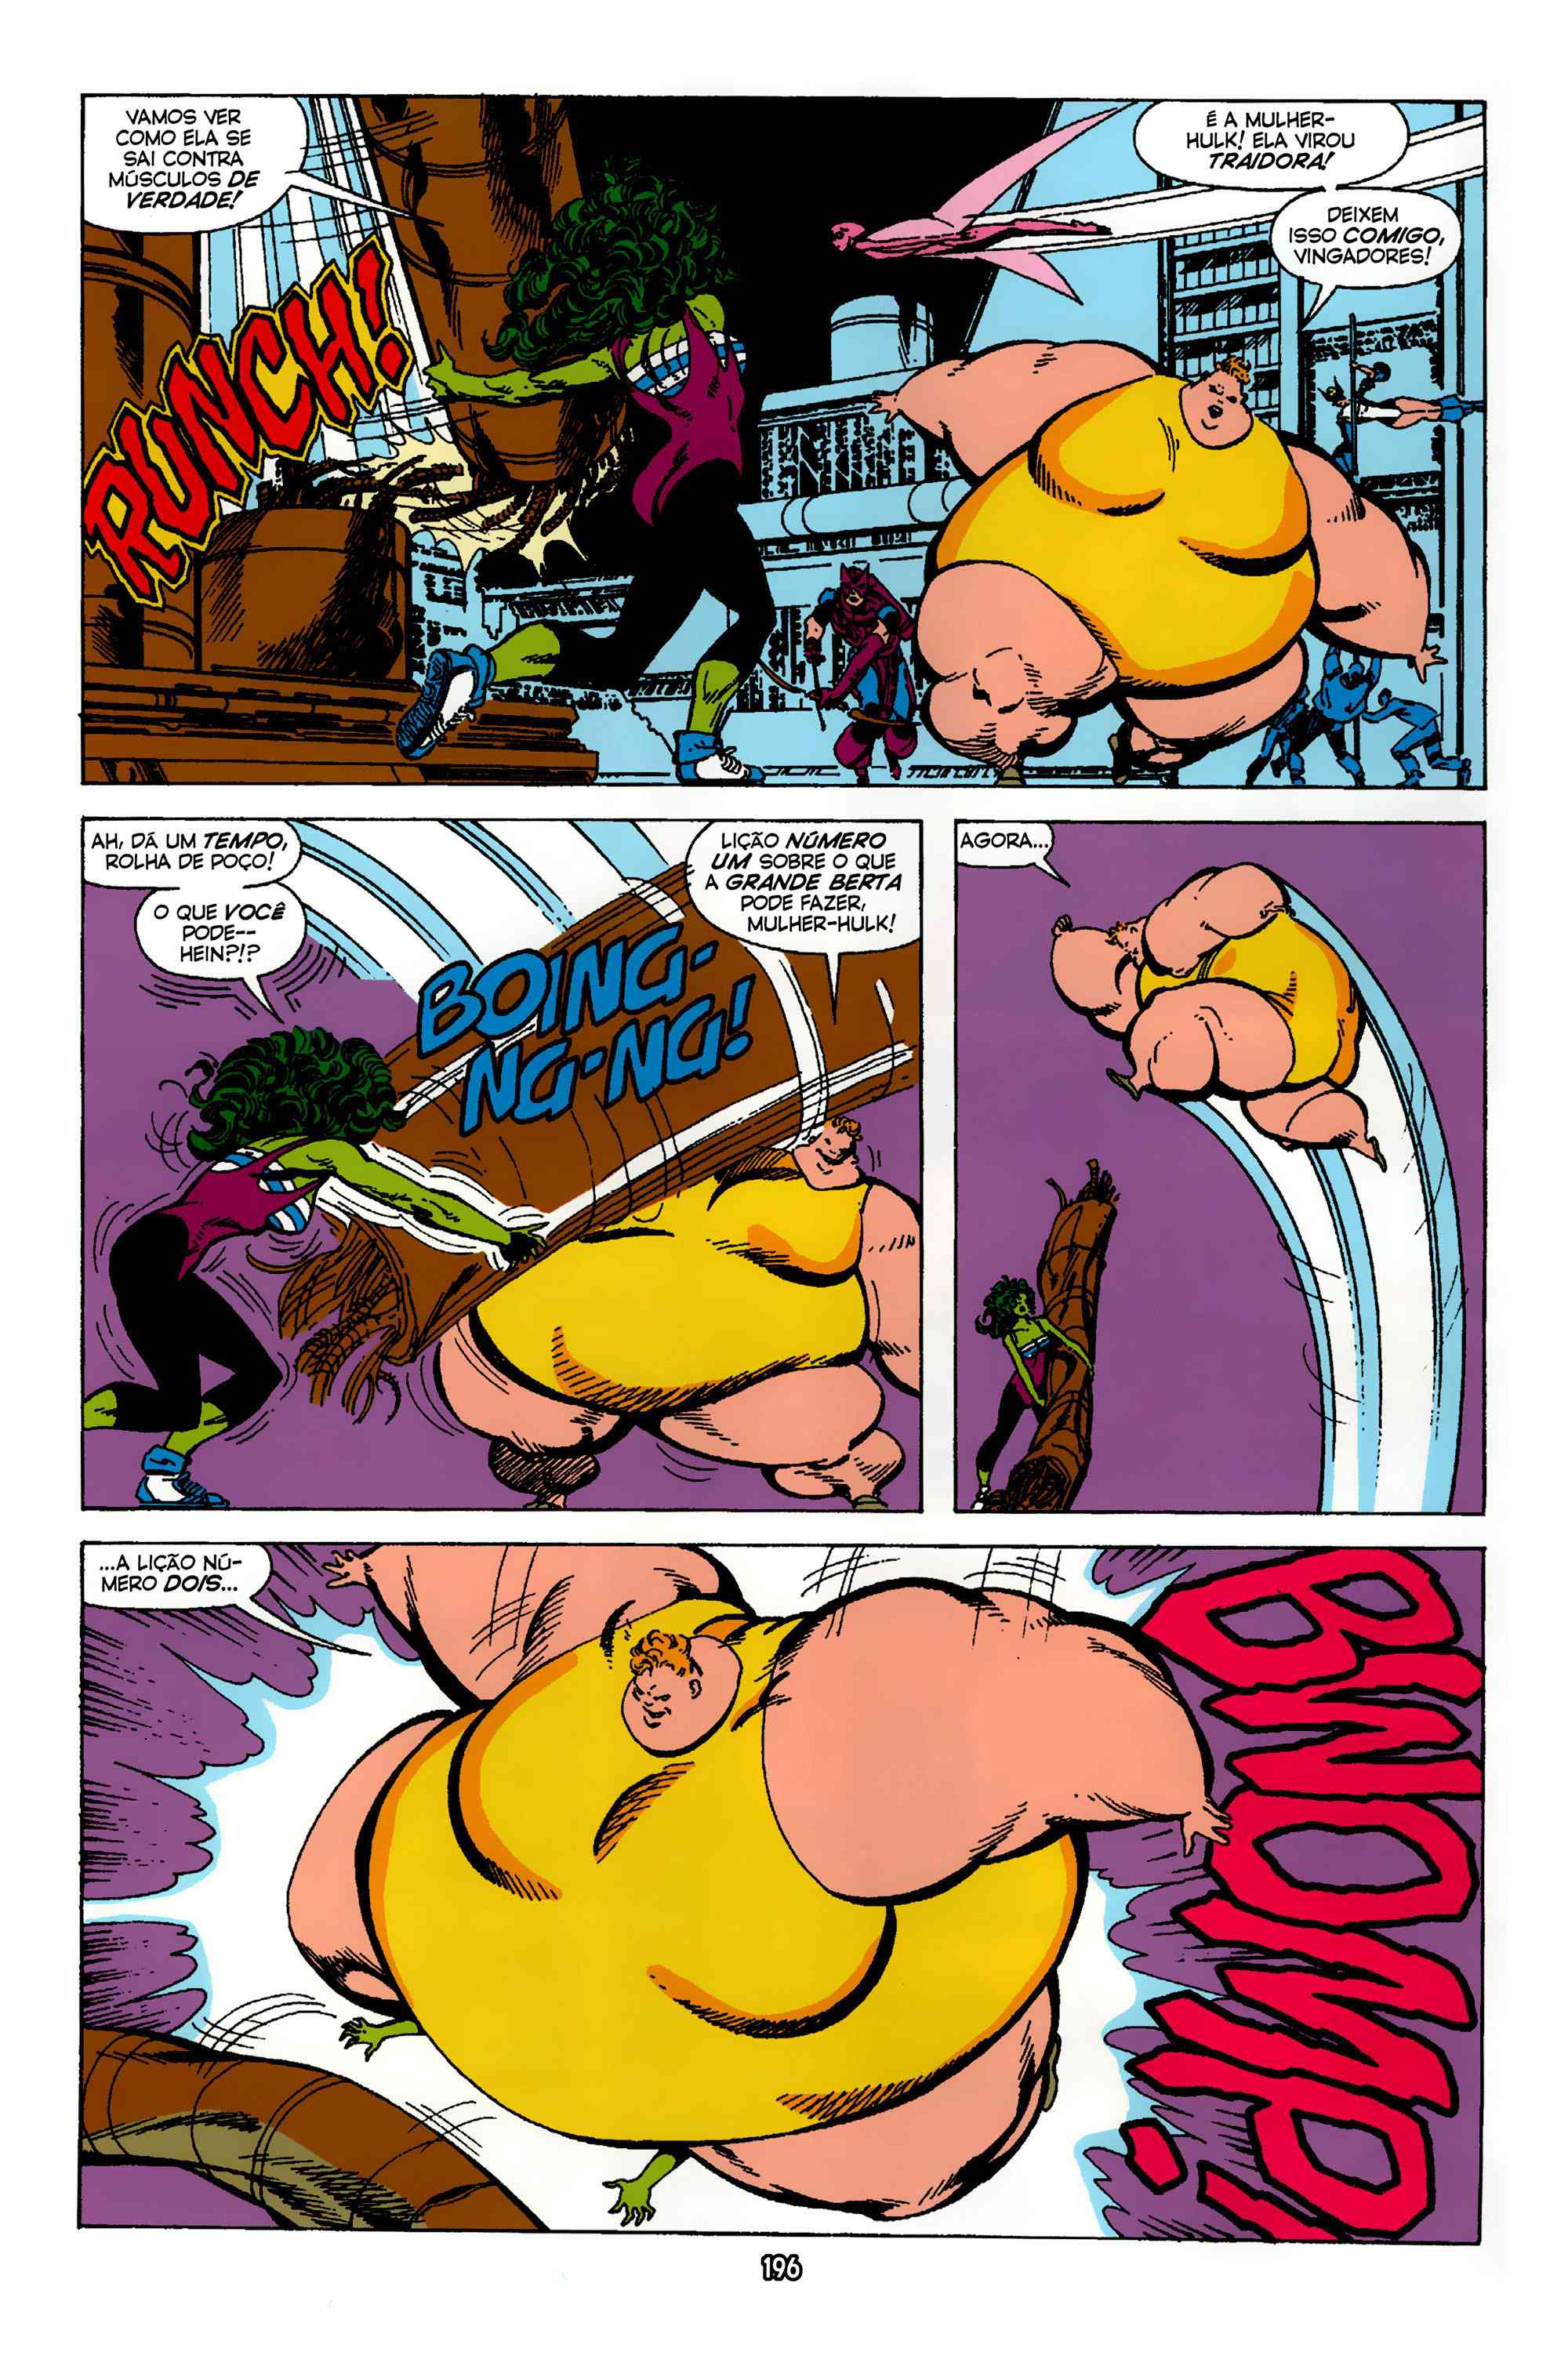 VAMOS VER
COMO ELA SE
SAI CONTRA
MÚSCULOS DE
VERDADE!
É A MULHER-
HULK! ELA VIROU
TRAIDORA!
DEIXEM
ISSO COMIGO,
VINGADORES!
RUNCH!
AH, DÁ UM TEMPO,
ROLHA DE POÇO!
O QUE VOCÊ
PODE--
HEIN?!?
LIÇÃO NÚMERO
UM SOBRE O QUE
A GRANDE BERTA
PODE FAZER,
MULHER-HULK!
BOING-
NG-NG!
AGORA...
...A LIÇÃO NÚ-
MERO DOIS...
BWOMP!
196